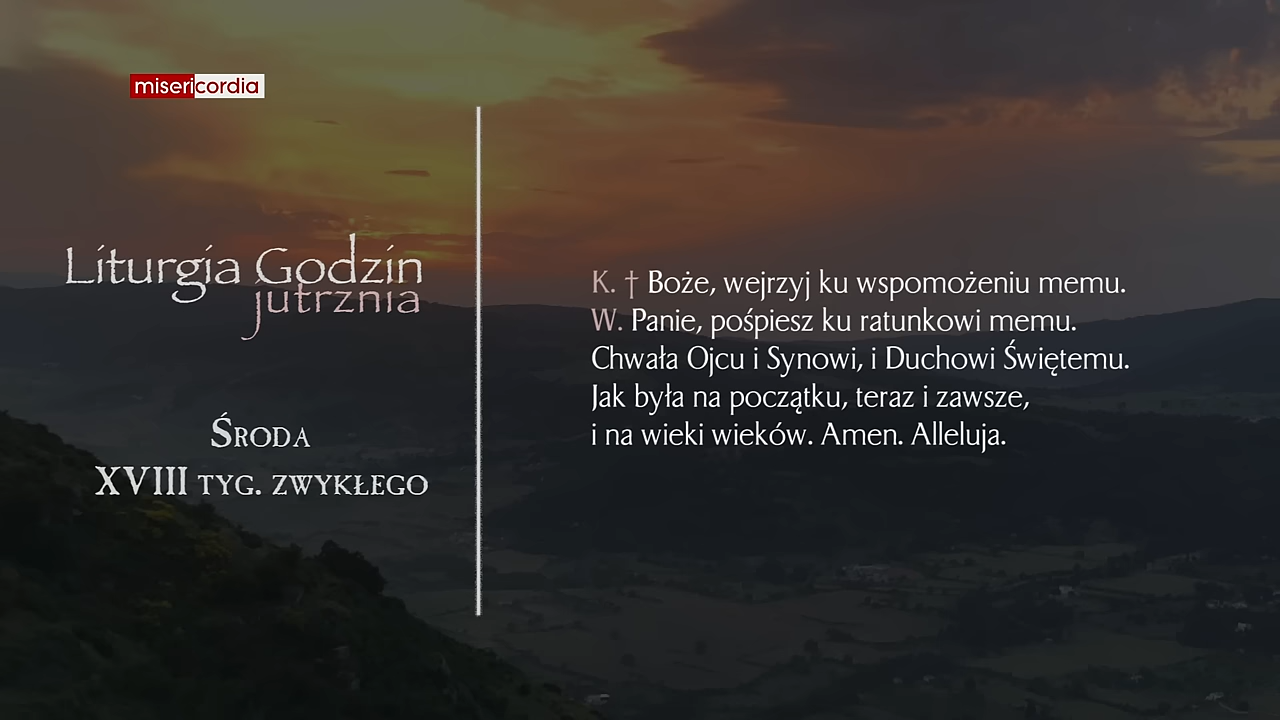 misericordia
Liturgia Godzin
jutrznia
Środa
XVIII tyg. zwykłego
K. † Boże, wejrzyj ku wspomożeniu memu.
W. Panie, pośpiesz ku ratunkowi memu.
Chwała Ojcu i Synowi, i Duchowi Świętemu.
Jak była na początku, teraz i zawsze,
i na wieki wieków. Amen. Alleluja.